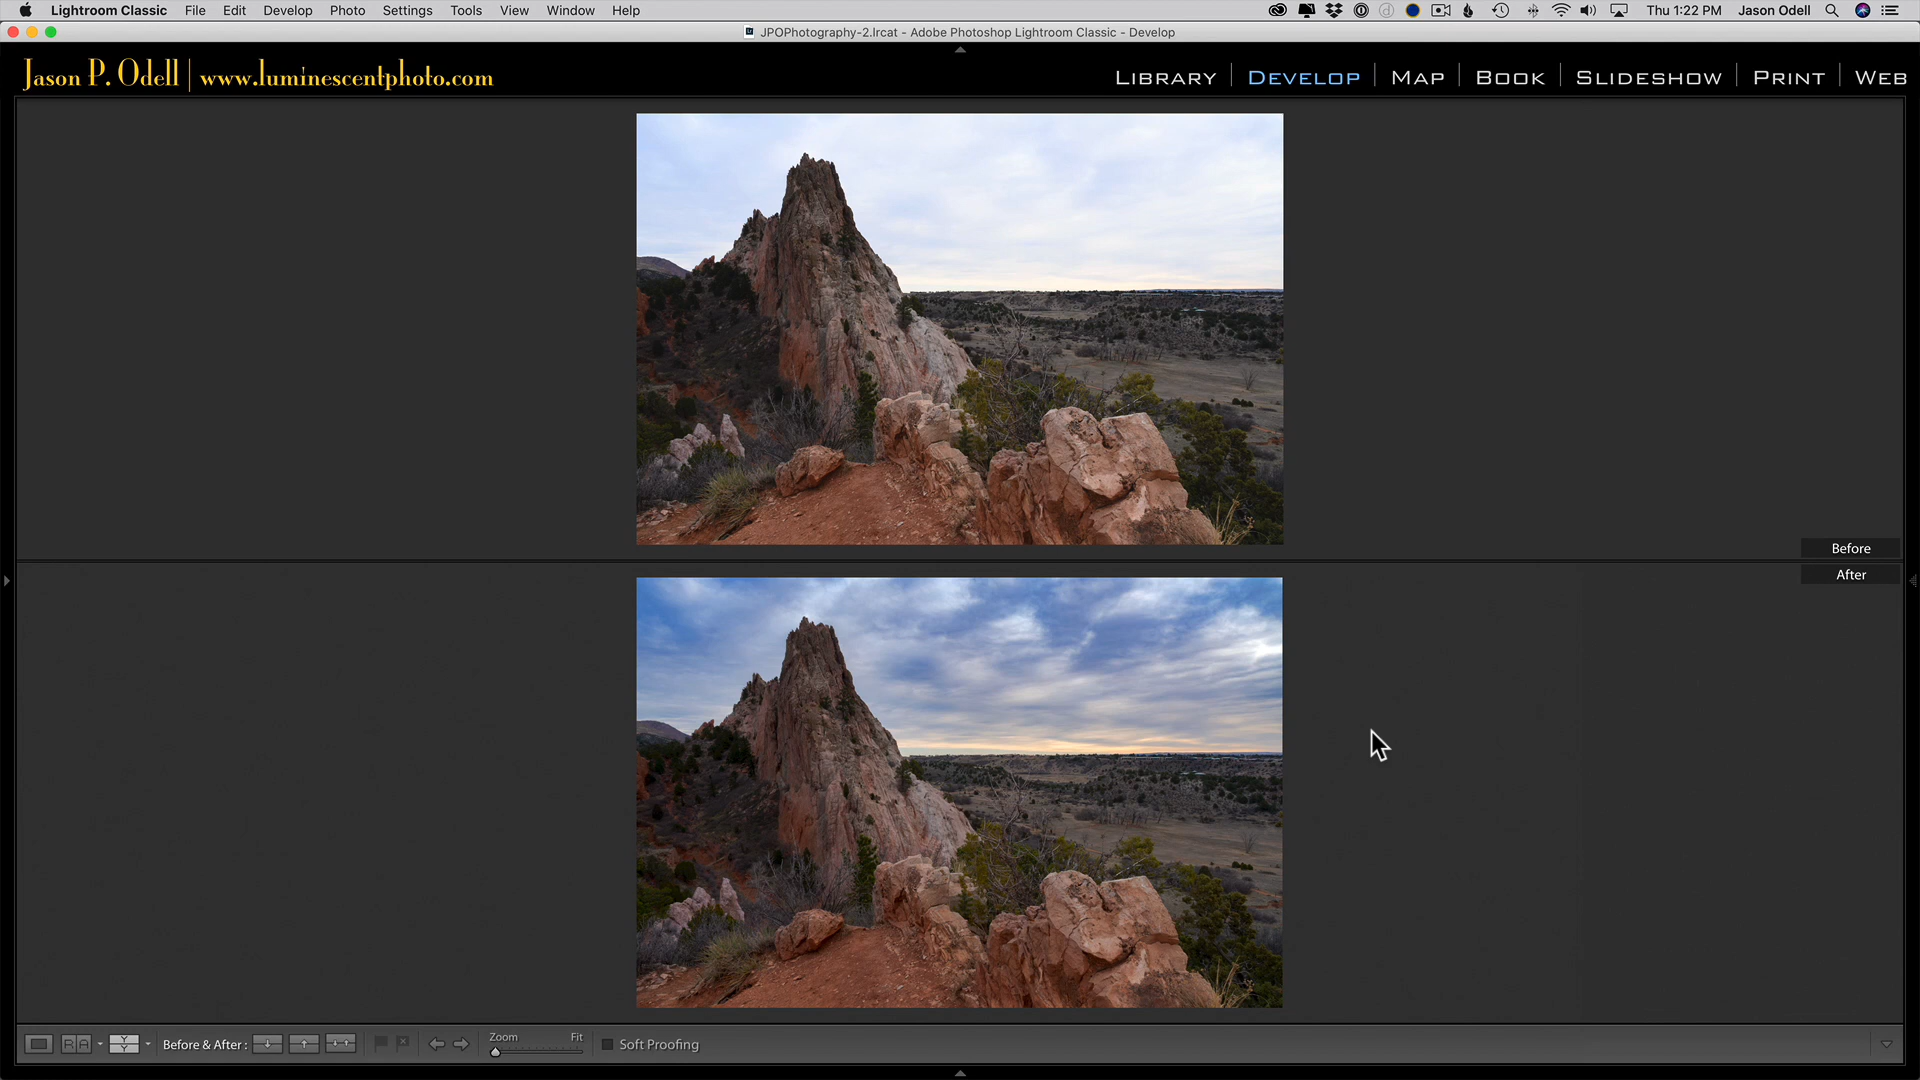 Lightroom Classic File Edit Develop Photo Settings Tools View Window Help Thu 1:22 PM Jason Odell
JPOPhotography-2.lrcat - Adobe Photoshop Lightroom Classic - Develop
Jason P. Odell | www.luminescentphoto.com
LIBRARY | DEVELOP | MAP | BOOK | SLIDESHOW | PRINT | WEB
Before
After
R A Y Y Before & After : Zoom Fit Soft Proofing